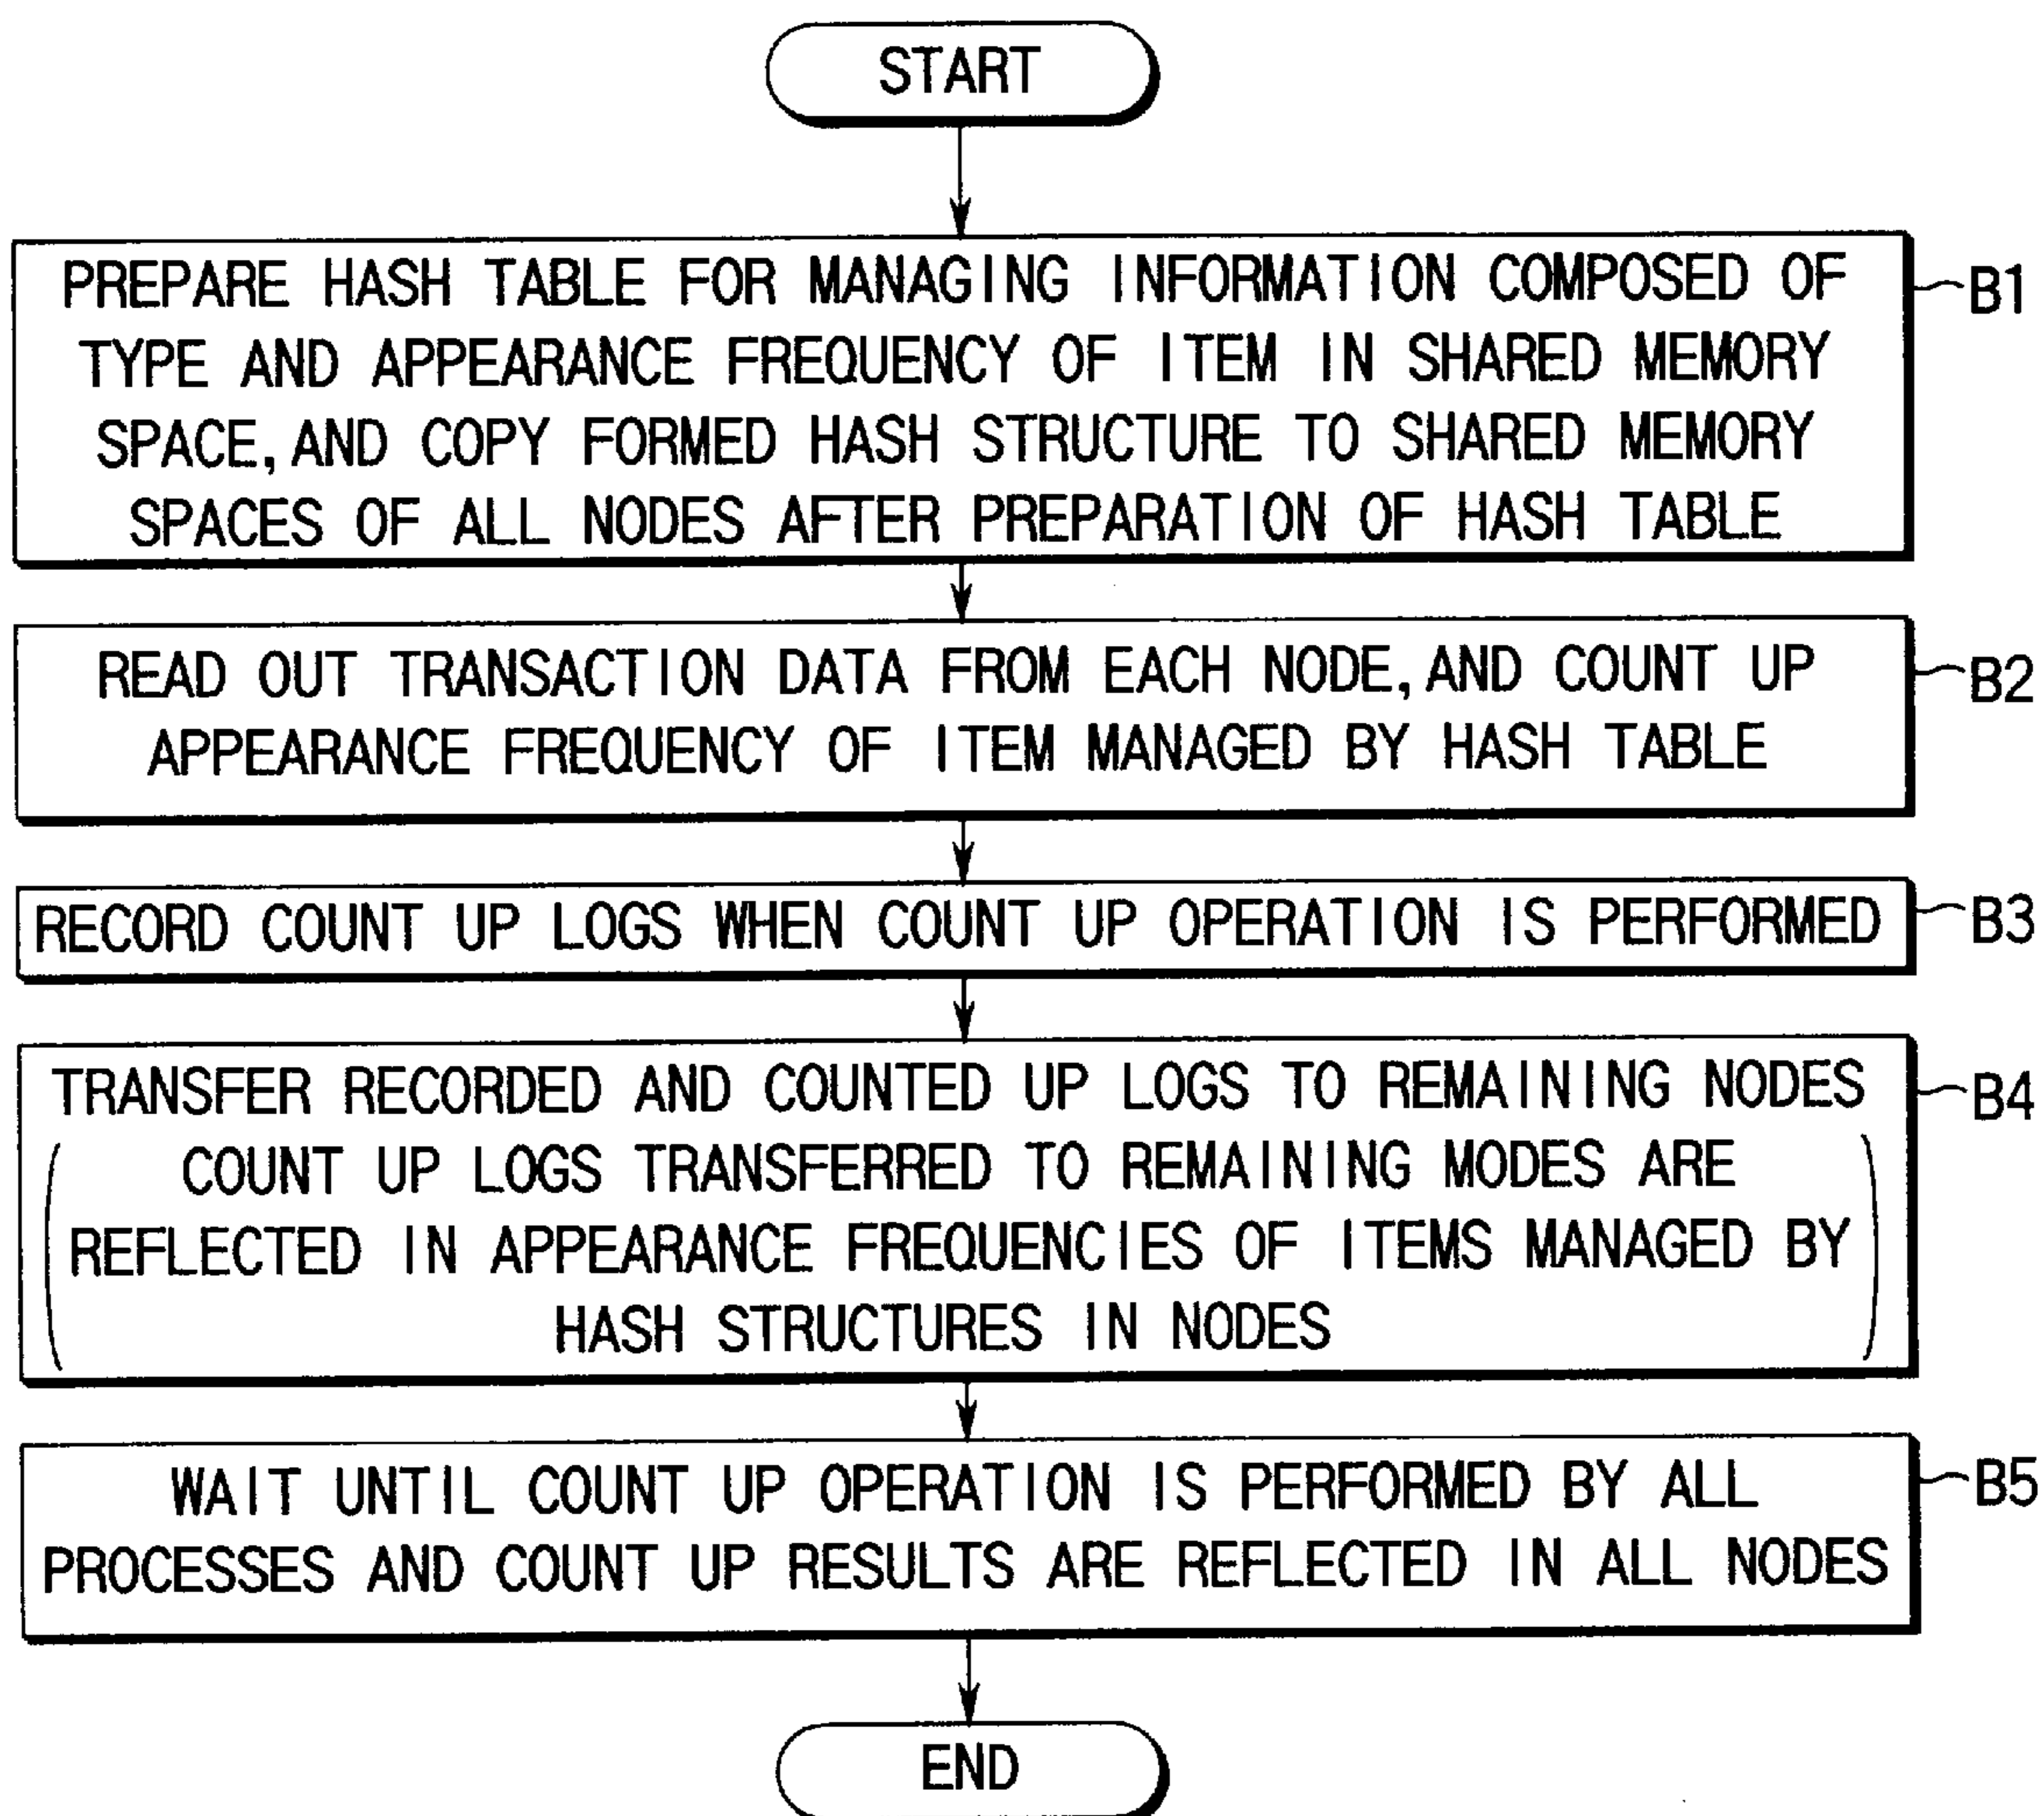 START
PREPARE HASH TABLE FOR MANAGING INFORMATION COMPOSED OF
B1
TYPE AND APPEARANCE FREQUENCY OF ITEM IN SHARED MEMORY
SPACE, AND COPY FORMED HASH STRUCTURE TO SHARED MEMORY
SPACES OF ALL NODES AFTER PREPARATION OF HASH TABLE
READ OUT TRANSACTION DATA FROM EACH NODE, AND COUNT UP
B2
APPEARANCE FREQUENCY OF ITEM MANAGED BY HASH TABLE
RECORD COUNT UP LOGS WHEN COUNT UP OPERATION IS PERFORMED
B3
TRANSFER RECORDED AND COUNTED UP LOGS TO REMAINING NODES
B4
( COUNT UP LOGS TRANSFERRED TO REMAINING MODES ARE
REFLECTED IN APPEARANCE FREQUENCIES OF ITEMS MANAGED BY
HASH STRUCTURES IN NODES )
WAIT UNTIL COUNT UP OPERATION IS PERFORMED BY ALL
B5
PROCESSES AND COUNT UP RESULTS ARE REFLECTED IN ALL NODES
END